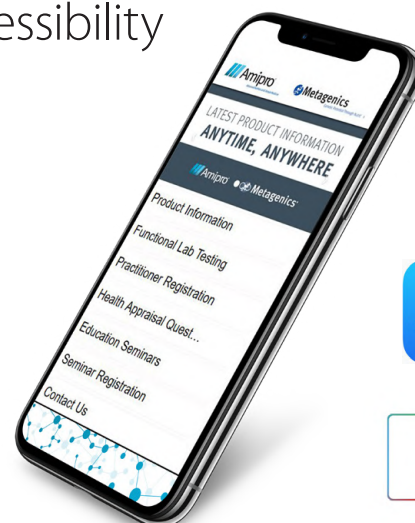 essibility
Amipro
Metagenics
LATEST PRODUCT INFORMATION
ANYTIME, ANYWHERE
Amipro Metagenics
Product Information
Functional Lab Testing
Practitioner Registration
Health Appraisal Quest...
Education Seminars
Seminar Registration
Contact Us